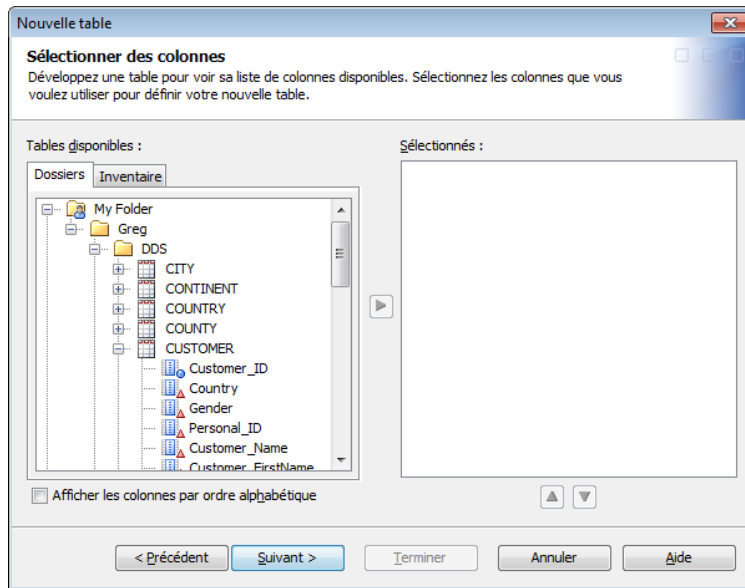 Nouvelle table
Sélectionner des colonnes
Développez une table pour voir sa liste de colonnes disponibles. Sélectionnez les colonnes que vous
voulez utiliser pour définir votre nouvelle table.
Tables disponibles :
Sélectionnés :
Dossiers
Inventaire
My Folder
Greg
DDS
CITY
CONTINENT
COUNTRY
COUNTY
CUSTOMER
Customer_ID
Country
Gender
Personal_ID
Customer_Name
Customer_FirstName
Afficher les colonnes par ordre alphabétique
< Précédent
Suivant >
Terminer
Annuler
Aide